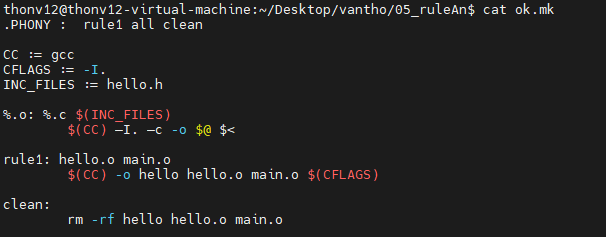 thonv12@thonv12-virtual-machine:~/Desktop/vantho/05_ruleAn$ cat ok.mk
.PHONY :  rule1 all clean
CC := gcc
CFLAGS := -I.
INC_FILES := hello.h
%.o: %.c $(INC_FILES)
        $(CC) –I. –c -o $@ $<
rule1: hello.o main.o
        $(CC) -o hello hello.o main.o $(CFLAGS)
clean:
        rm -rf hello hello.o main.o